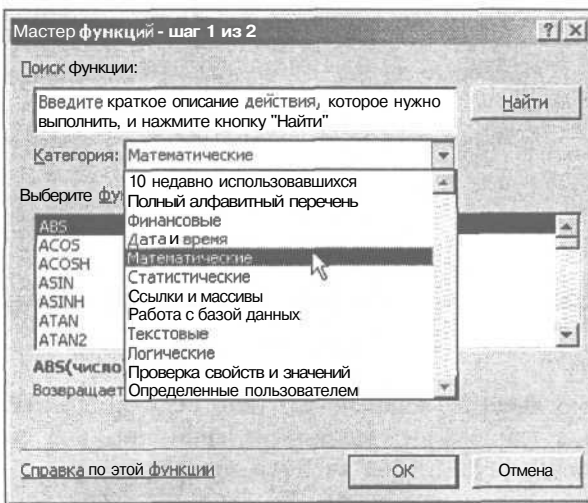 Мастер функций - шаг 1 из 2
Поиск функции:
Введите краткое описание действия, которое нужно
выполнить, и нажмите кнопку "Найти"
Найти
Категория: Математические
10 недавно использовавшихся
Полный алфавитный перечень
Финансовые
Дата и время
Математические
Статистические
Ссылки и массивы
Работа с базой данных
Текстовые
Логические
Проверка свойств и значений
Определенные пользователем
Выберите фу
ABS
ACOS
ACOSH
ASIN
ASINH
ATAN
ATAN2
ABS(число
Возвращает
Справка по этой функции
ОК
Отмена